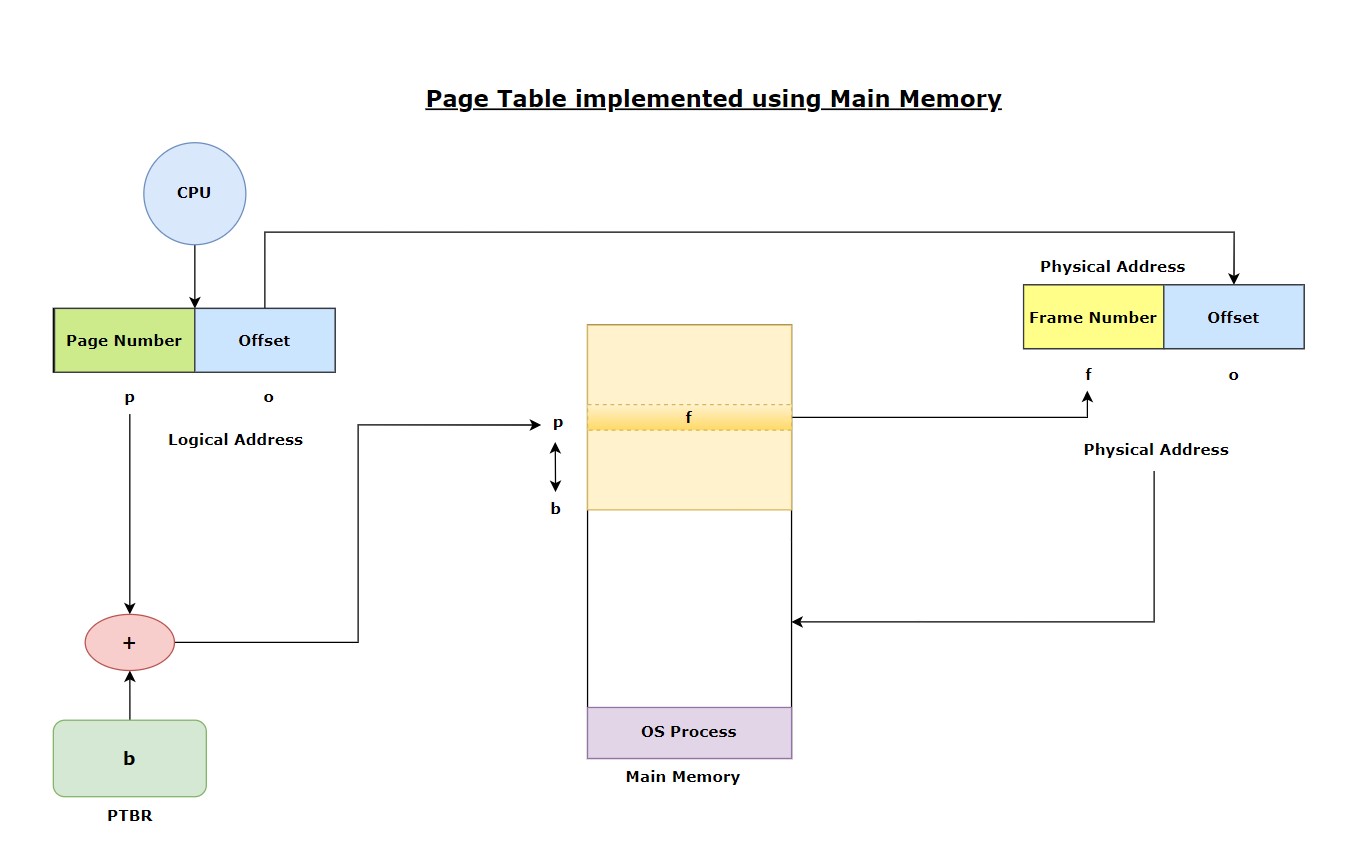 Page Table implemented using Main Memory
CPU
Physical Address
Page Number
Offset
Frame Number
Offset
p
o
f
o
Logical Address
p
f
b
Physical Address
+
OS Process
b
Main Memory
PTBR